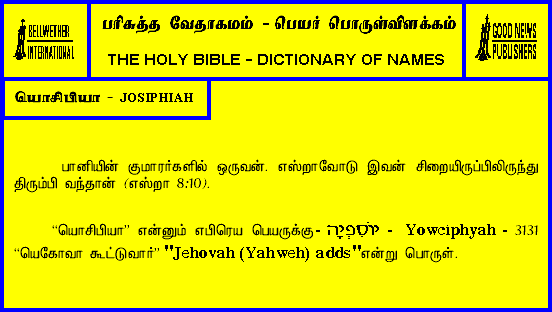 BELLWETHER
INTERNATIONAL
பரிசுத்த வேதாகமம் - பெயர் பொருள்விளக்கம்
THE HOLY BIBLE - DICTIONARY OF NAMES
GOOD NEWS
PUBLISHERS
யொசிபியா - JOSIPHIAH
பானியின் குமாரர்களில் ஒருவன். எஸ்றாவோடு இவன் சிறையிருப்பிலிருந்து
திரும்பி வந்தான் (எஸ்றா 8:10).
“யொசிபியா” என்னும் எபிரெய பெயருக்கு- יוֹסִפְיָה - Yowciphyah - 3131
“யெகோவா கூட்டுவார்” "Jehovah (Yahweh) adds"என்று பொருள்.